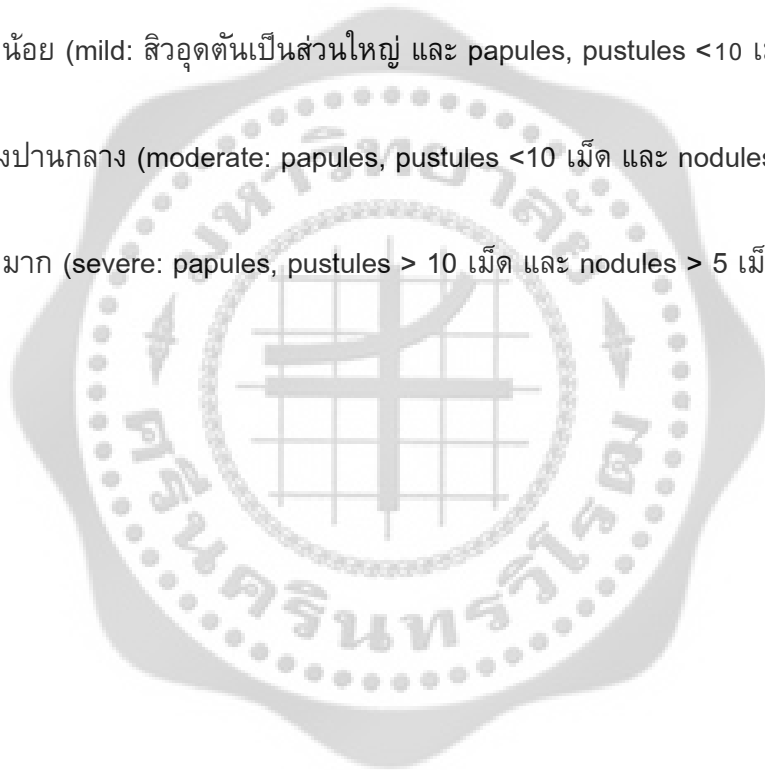 น้อย (mild: สิวอุดตันเป็นส่วนใหญ่ และ papules, pustules <10
งปานกลาง (moderate: papules, pustules <10 เม็ด และ nodules
มาก (severe: papules, pustules > 10 เม็ด และ nodules > 5
มหาวิทยาลัย
ศรีนครินทรวิโรฒ